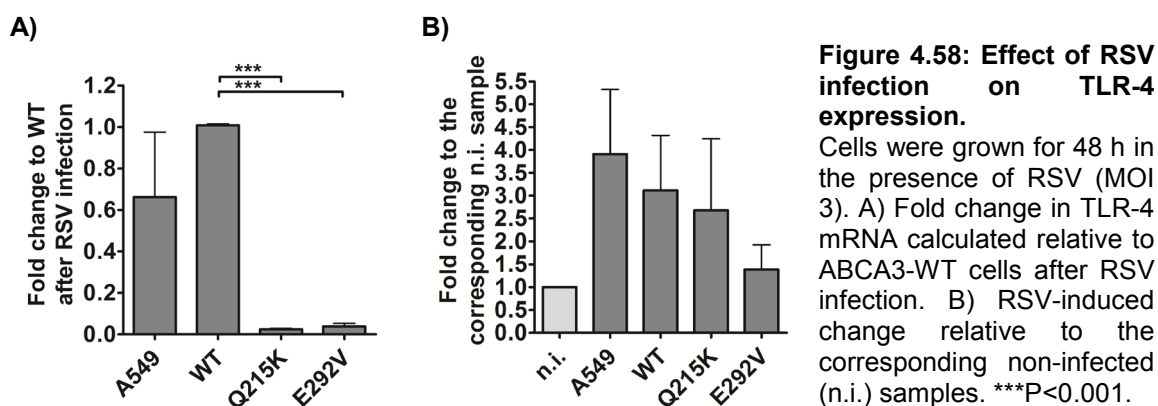 A)
Fold change to WT
after RSV infection
1.2
1.0
0.8
0.6
0.4
0.2
0.0
***
***
A549
WT
Q215K
E292V
B)
Fold change to the
corresponding n.i. sample
5.5
5.0
4.5
4.0
3.5
3.0
2.5
2.0
1.5
1.0
0.5
0.0
n.i.
A549
WT
Q215K
E292V
Figure 4.58: Effect of RSV
infection on TLR-4
expression.
Cells were grown for 48 h in
the presence of RSV (MOI
3). A) Fold change in TLR-4
mRNA calculated relative to
ABCA3-WT cells after RSV
infection. B) RSV-induced
change relative to the
corresponding non-infected
(n.i.) samples. ***P<0.001.